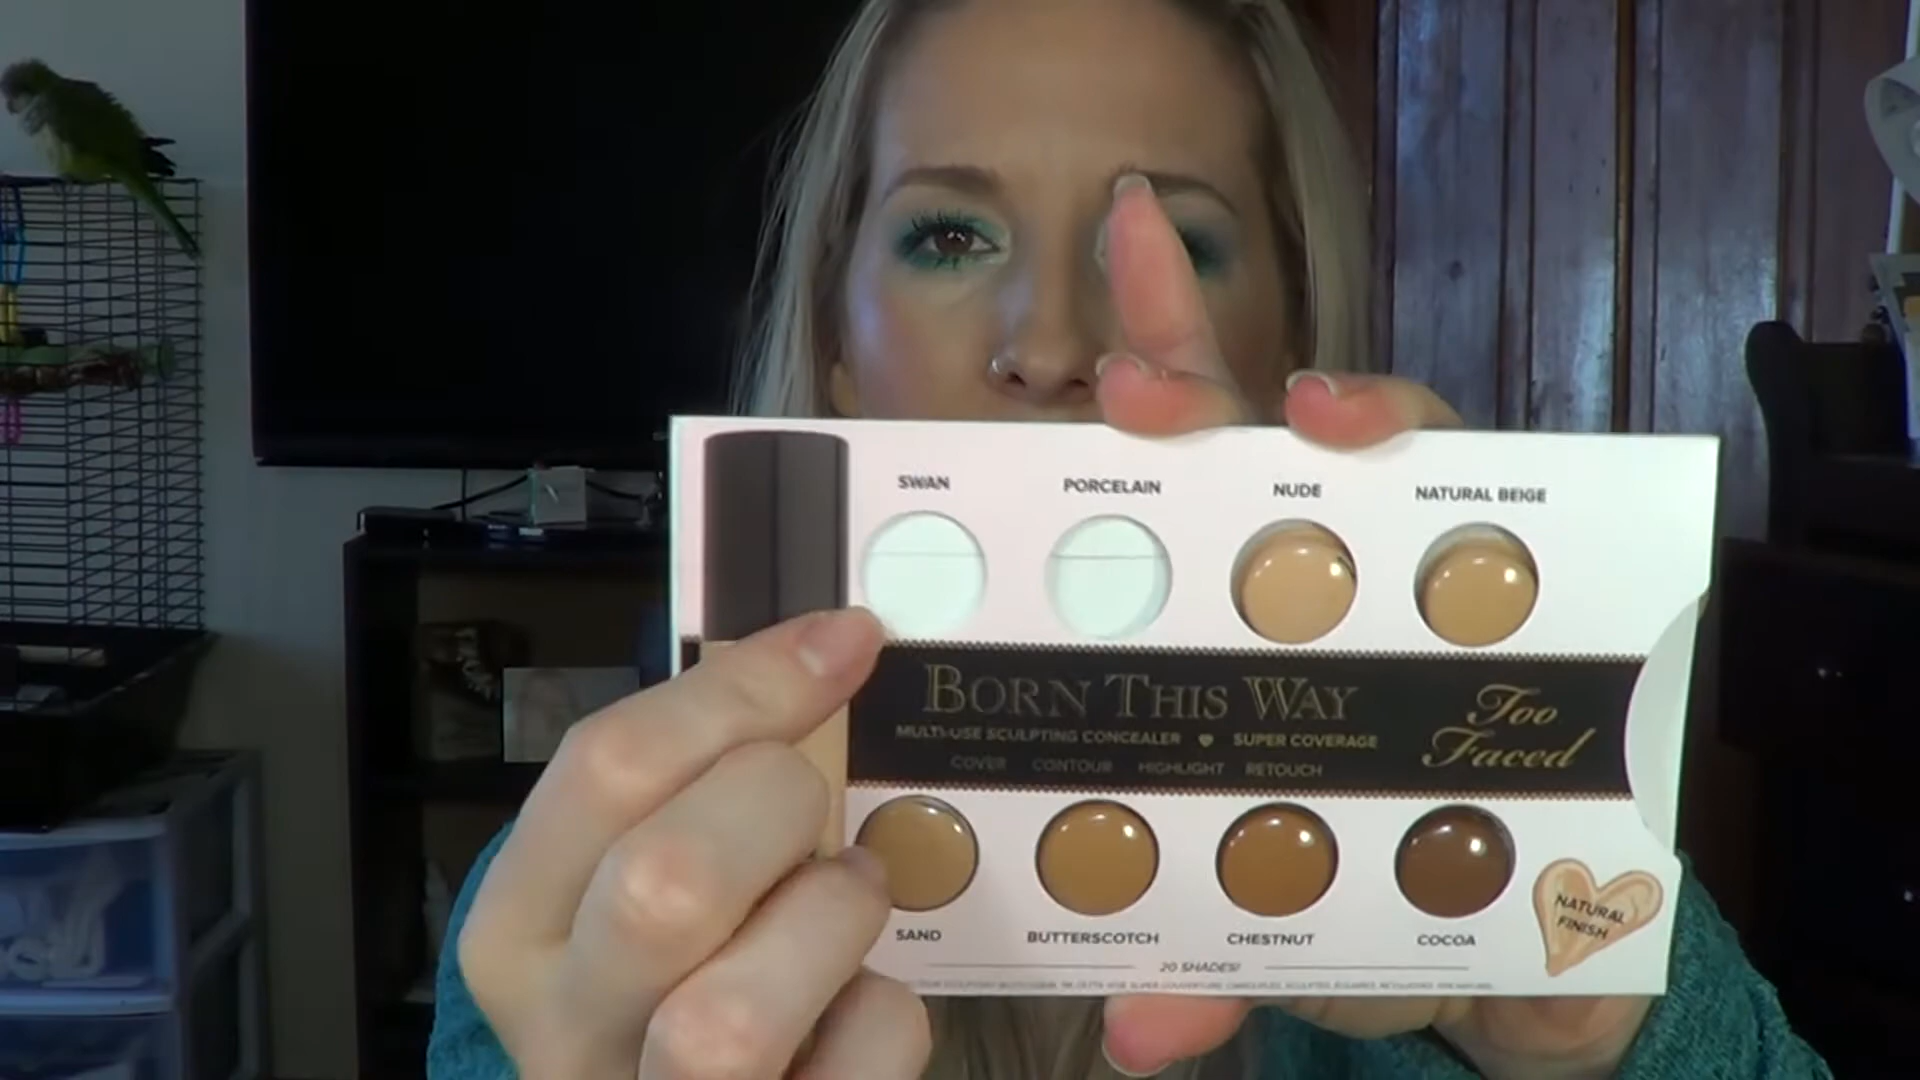 SWAN
PORCELAIN
NUDE
NATURAL BEIGE
BORN THIS WAY
MULTI-USE SCULPTING CONCEALER SUPER COVERAGE
COVER CONTOUR HIGHLIGHT RETOUCH
Too
Faced
SAND
BUTTERSCOTCH
CHESTNUT
COCOA
NATURAL
FINISH
20 SHADES!